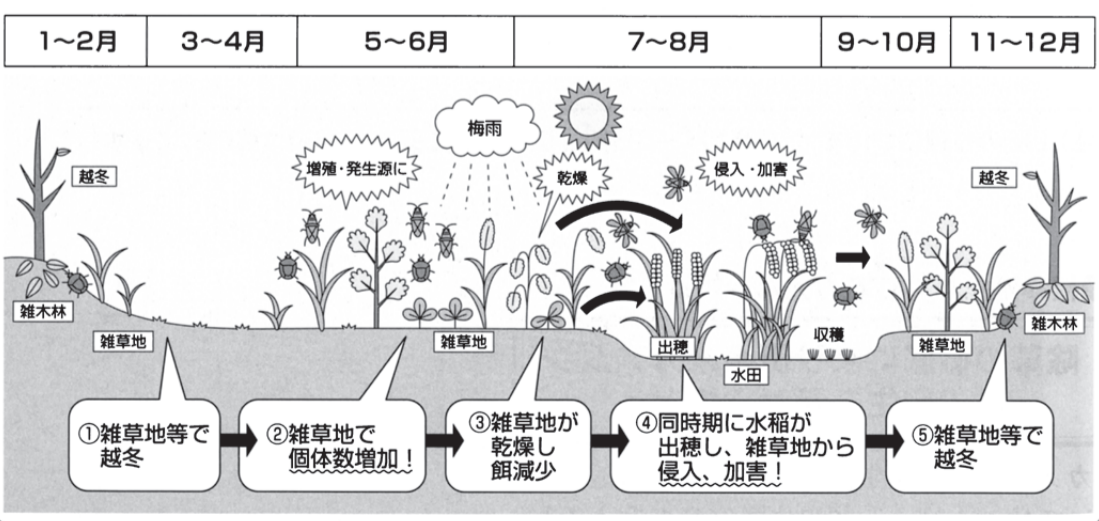 1～2月
3～4月
5～6月
7～8月
9～10月
11～12月
梅雨
増殖・発生源に
乾燥
侵入・加害
越冬
越冬
雑木林
雑草地
雑草地
出穂
水田
収穫
雑草地
雑木林
①雑草地等で
越冬
②雑草地で
個体数増加！
③雑草地が
乾燥し
餌減少
④同時期に水稲が
出穂し、雑草地から
侵入、加害！
⑤雑草地等で
越冬